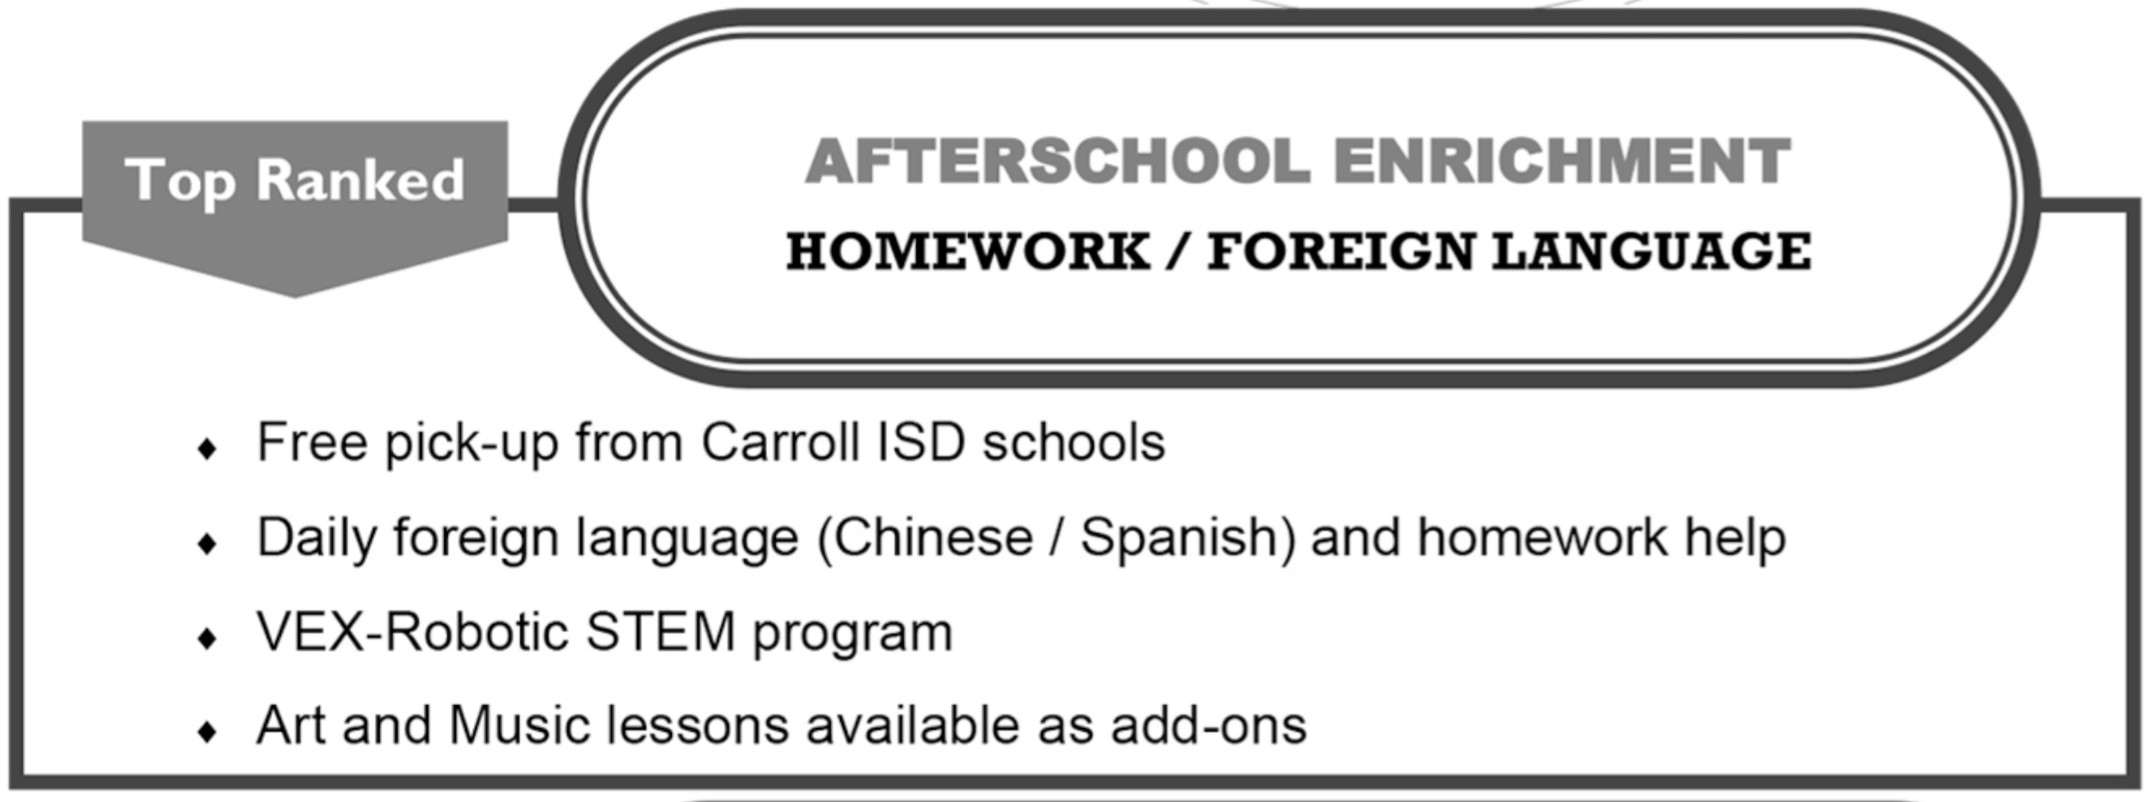 Top Ranked
AFTERSCHOOL ENRICHMENT
HOMEWORK / FOREIGN LANGUAGE
♦ Free pick-up from Carroll ISD schools
♦ Daily foreign language (Chinese / Spanish) and homework help
♦ VEX-Robotic STEM program
♦ Art and Music lessons available as add-ons